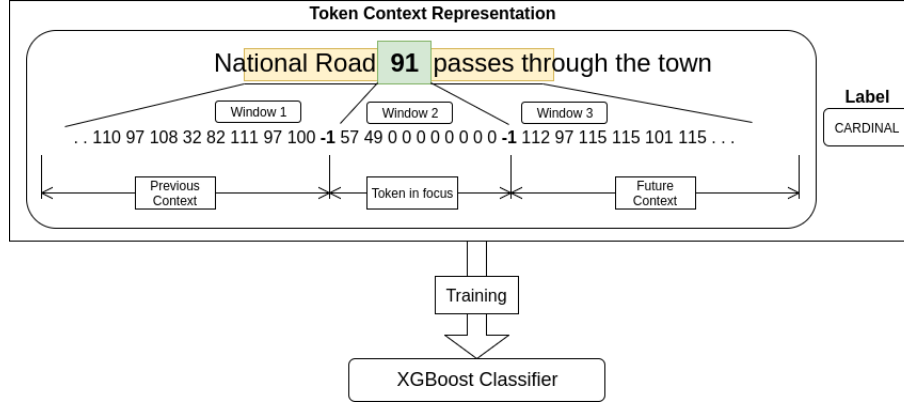 Token Context Representation
National Road 91 passes through the town
Window 1 Window 2 Window 3
. . 110 97 108 32 82 111 97 100 -1 57 49 0 0 0 0 0 0 0 0 -1 112 97 115 115 101 115 . . .
Previous Context
Token in focus
Future Context
Label
CARDINAL
Training
XGBoost Classifier